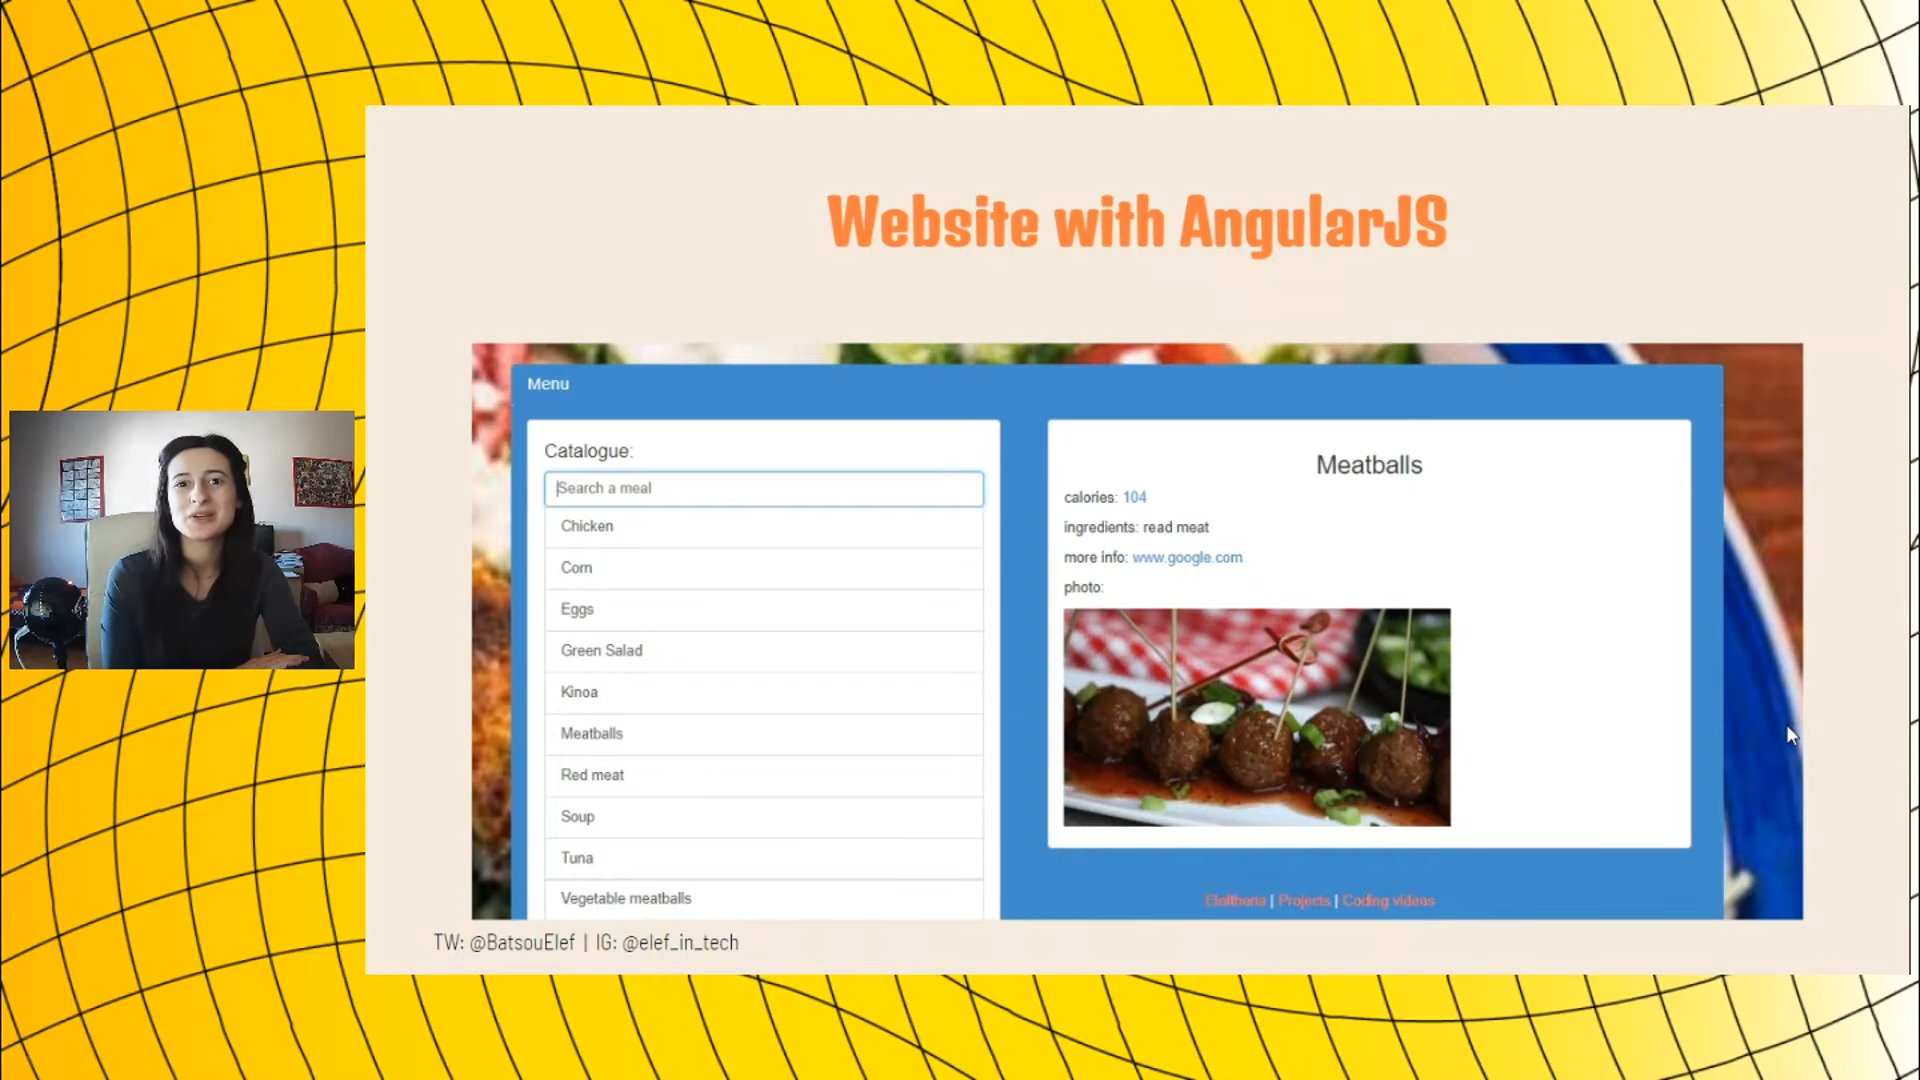 Website with AngularJS
Menu
Catalogue:
Search a meal
Chicken
Corn
Eggs
Green Salad
Kinoa
Meatballs
Red meat
Soup
Tuna
Vegetable meatballs
Meatballs
calories: 104
ingredients: read meat
more info: www.google.com
photo:
Eleftheria | Projects | Coding videos
TW: @BatsouElef | IG: @elef_in_tech